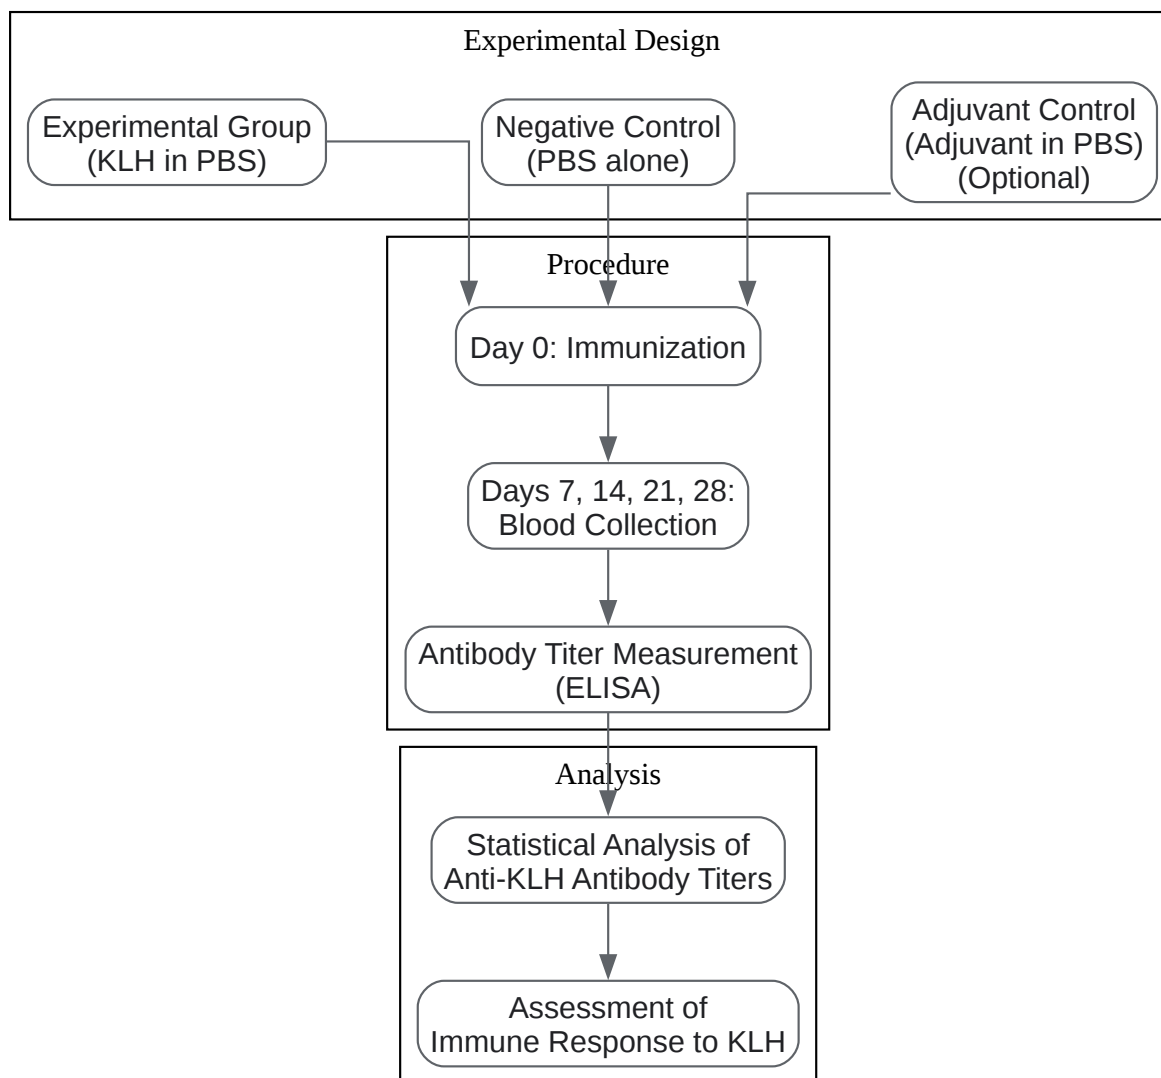 Experimental Design
Experimental Group
(KLH in PBS)
Negative Control
(PBS alone)
Adjuvant Control
(Adjuvant in PBS)
(Optional)
Procedure
Day 0: Immunization
Days 7, 14, 21, 28:
Blood Collection
Antibody Titer Measurement
(ELISA)
Analysis
Statistical Analysis of
Anti-KLH Antibody Titers
Assessment of
Immune Response to KLH